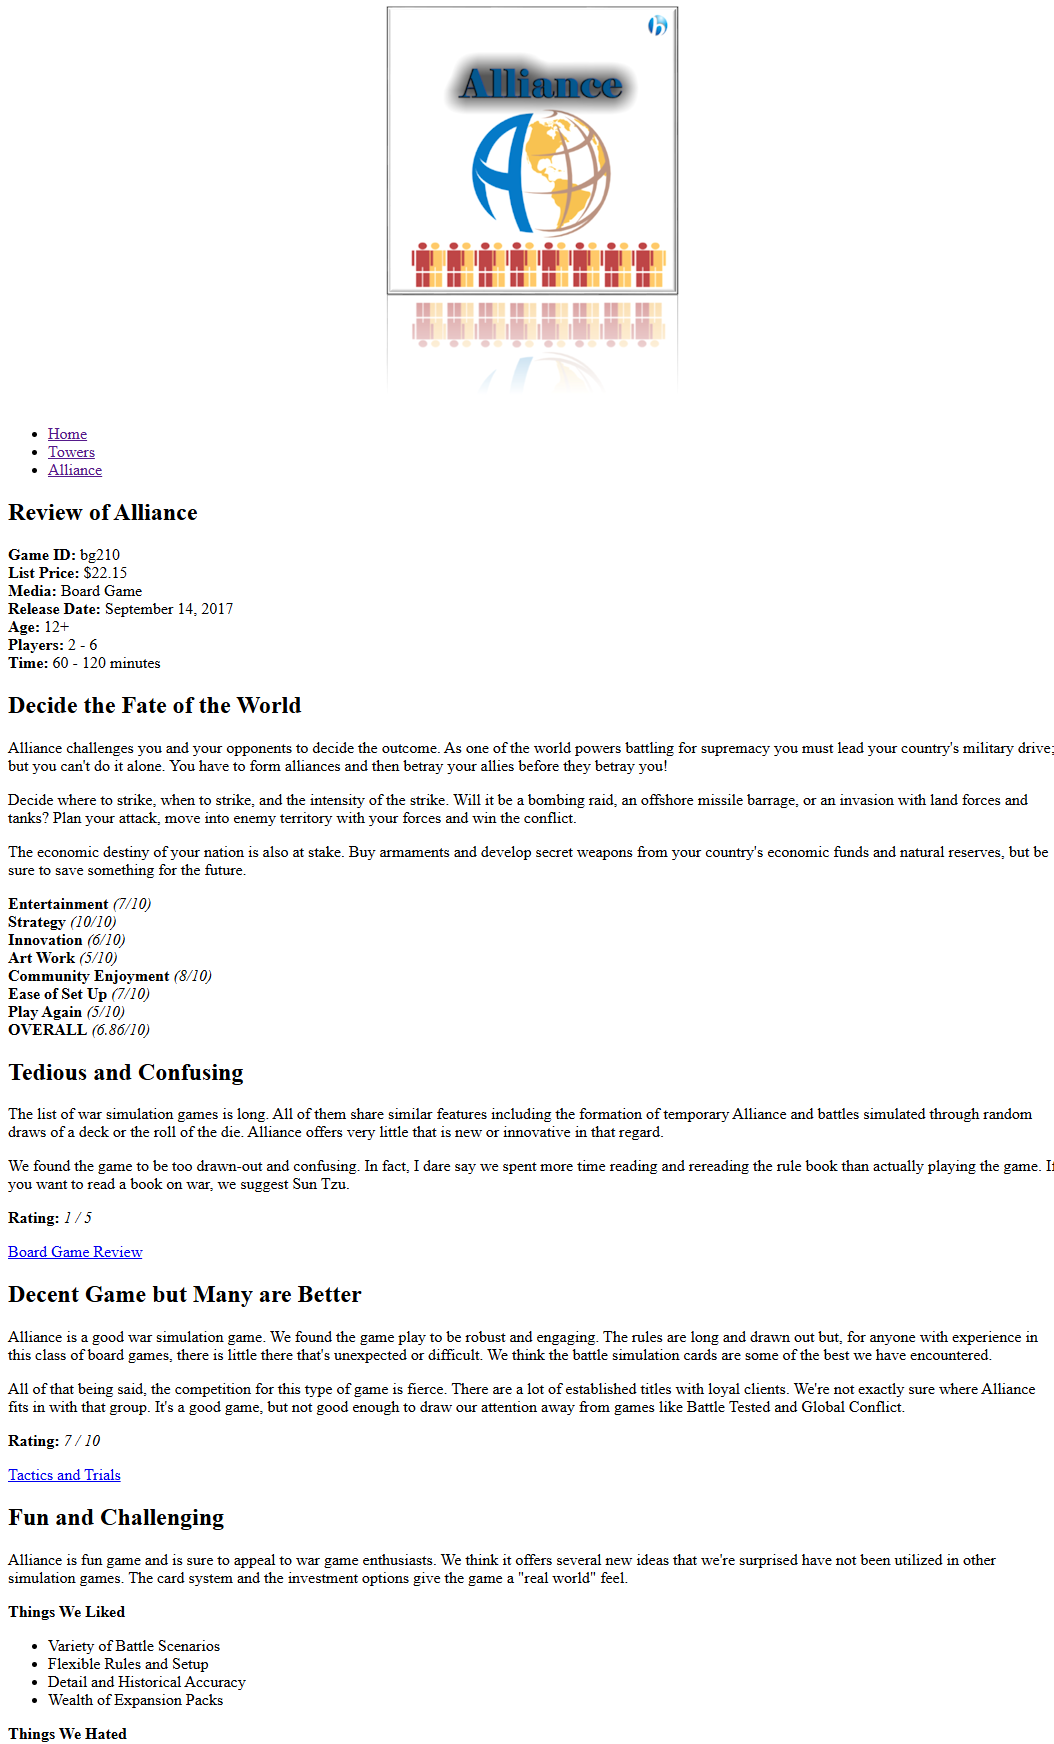 Alliance
Home
Towers
Alliance
Review of Alliance
Game ID: bg210
List Price: $22.15
Media: Board Game
Release Date: September 14, 2017
Age: 12+
Players: 2 - 6
Time: 60 - 120 minutes
Decide the Fate of the World
Alliance challenges you and your opponents to decide the outcome. As one of the world powers battling for supremacy you must lead your country's military drive;
but you can't do it alone. You have to form alliances and then betray your allies before they betray you!
Decide where to strike, when to strike, and the intensity of the strike. Will it be a bombing raid, an offshore missile barrage, or an invasion with land forces and
tanks? Plan your attack, move into enemy territory with your forces and win the conflict.
The economic destiny of your nation is also at stake. Buy armaments and develop secret weapons from your country's economic funds and natural reserves, but be
sure to save something for the future.
Entertainment (7/10)
Strategy (10/10)
Innovation (6/10)
Art Work (5/10)
Community Enjoyment (8/10)
Ease of Set Up (7/10)
Play Again (5/10)
OVERALL (6.86/10)
Tedious and Confusing
The list of war simulation games is long. All of them share similar features including the formation of temporary Alliance and battles simulated through random
draws of a deck or the roll of the die. Alliance offers very little that is new or innovative in that regard.
We found the game to be too drawn-out and confusing. In fact, I dare say we spent more time reading and rereading the rule book than actually playing the game. If
you want to read a book on war, we suggest Sun Tzu.
Rating: 1 / 5
Board Game Review
Decent Game but Many are Better
Alliance is a good war simulation game. We found the game play to be robust and engaging. The rules are long and drawn out but, for anyone with experience in
this class of board games, there is little there that's unexpected or difficult. We think the battle simulation cards are some of the best we have encountered.
All of that being said, the competition for this type of game is fierce. There are a lot of established titles with loyal clients. We're not exactly sure where Alliance
fits in with that group. It's a good game, but not good enough to draw our attention away from games like Battle Tested and Global Conflict.
Rating: 7 / 10
Tactics and Trials
Fun and Challenging
Alliance is fun game and is sure to appeal to war game enthusiasts. We think it offers several new ideas that we're surprised have not been utilized in other
simulation games. The card system and the investment options give the game a "real world" feel.
Things We Liked
Variety of Battle Scenarios
Flexible Rules and Setup
Detail and Historical Accuracy
Wealth of Expansion Packs
Things We Hated